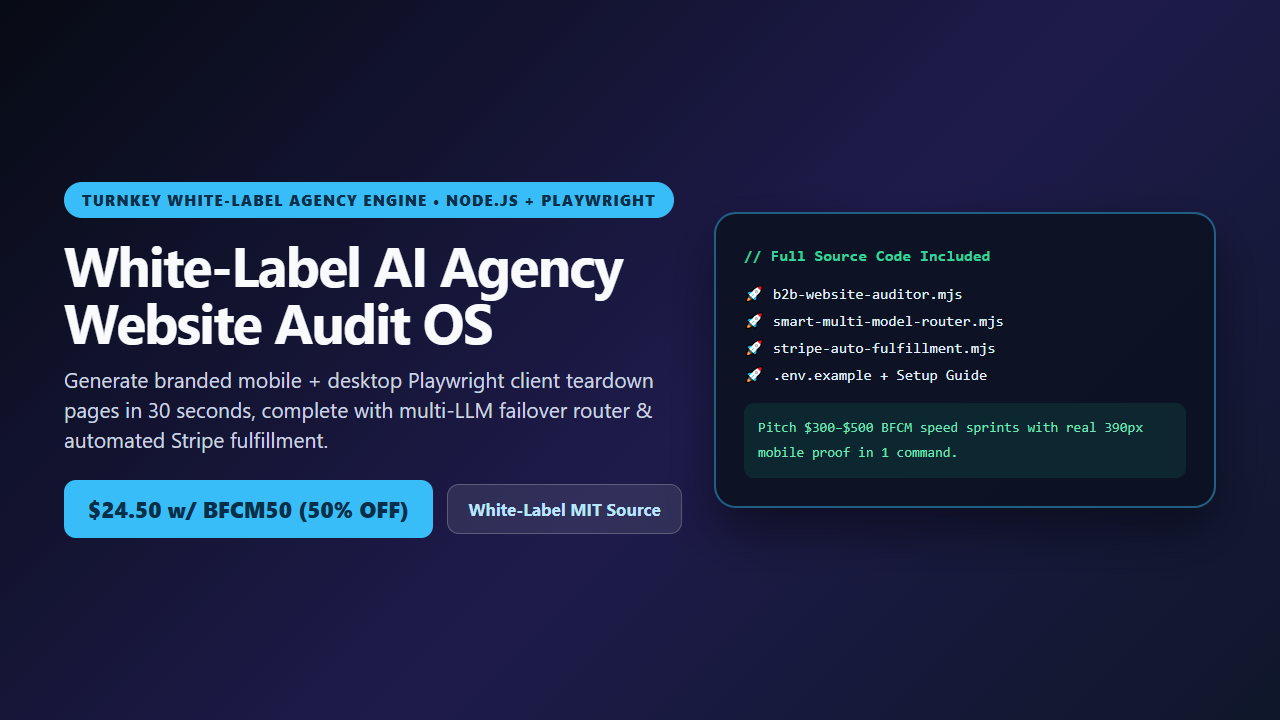 TURNKEY WHITE-LABEL AGENCY ENGINE • NODE.JS + PLAYWRIGHT
White-Label AI Agency
Website Audit OS
Generate branded mobile + desktop Playwright client teardown
pages in 30 seconds, complete with multi-LLM failover router &
automated Stripe fulfillment.
$24.50 w/ BFCM50 (50% OFF)
White-Label MIT Source
// Full Source Code Included
🚀 b2b-website-auditor.mjs
🚀 smart-multi-model-router.mjs
🚀 stripe-auto-fulfillment.mjs
🚀 .env.example + Setup Guide
Pitch $300–$500 BFCM speed sprints with real 390px
mobile proof in 1 command.